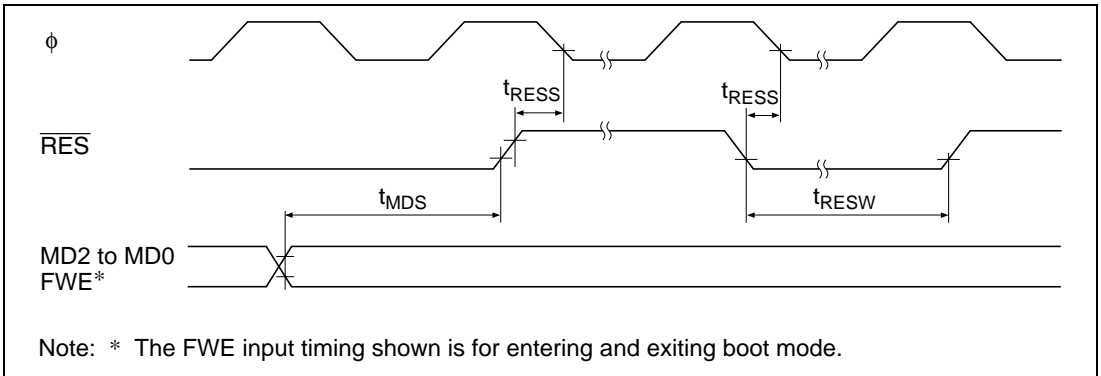 ϕ
tRESS
tRESS
RES
tMDS
tRESW
MD2 to MD0
FWE*
Note: * The FWE input timing shown is for entering and exiting boot mode.